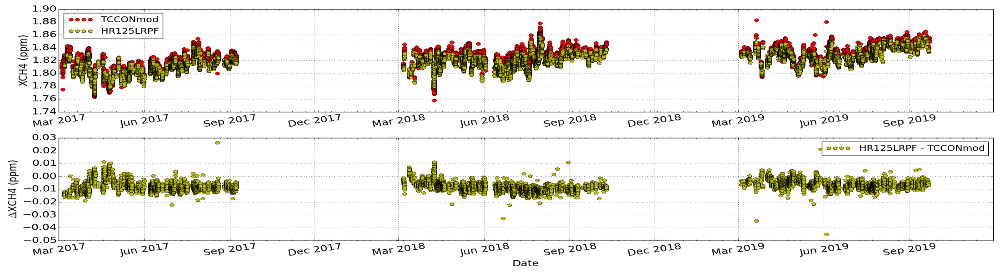 1.90
1.88
1.86
1.84
1.82
1.80
1.78
1.76
1.74
XCH4 (ppm)
TCCONmod
HR125LRPF
Mar 2017 Jun 2017 Sep 2017 Dec 2017 Mar 2018 Jun 2018 Sep 2018 Dec 2018 Mar 2019 Jun 2019 Sep 2019
0.03
0.02
0.01
0.00
−0.01
−0.02
−0.03
−0.04
−0.05
ΔXCH4 (ppm)
HR125LRPF - TCCONmod
Mar 2017 Jun 2017 Sep 2017 Dec 2017 Mar 2018 Jun 2018 Sep 2018 Dec 2018 Mar 2019 Jun 2019 Sep 2019
Date